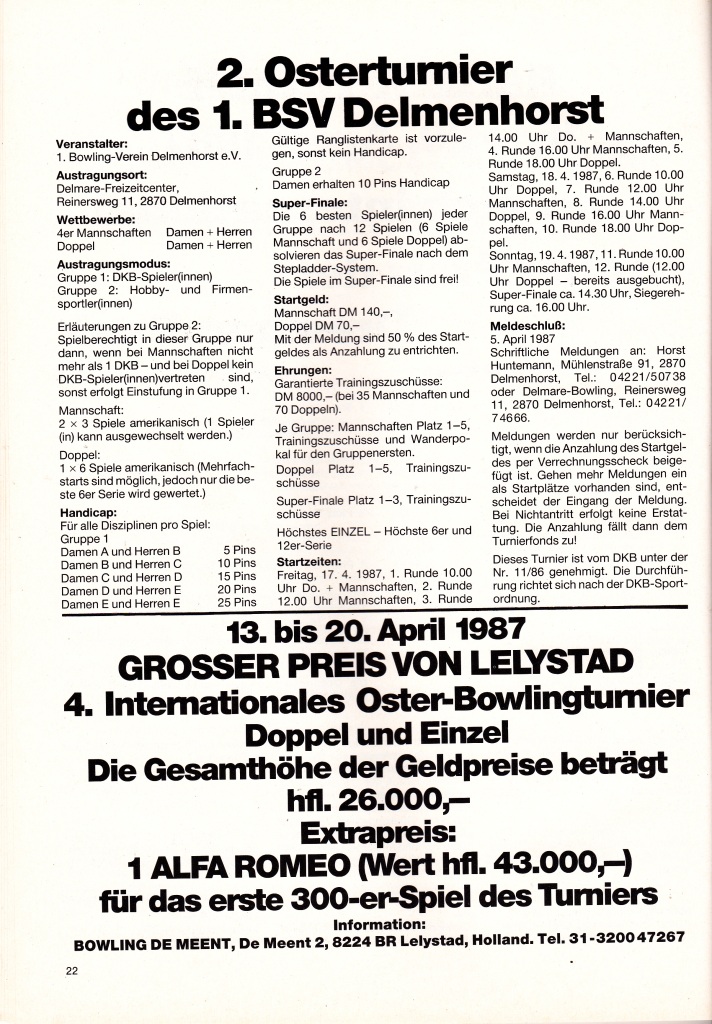 2. Osterturnier
des 1. BSV Delmenhorst
Veranstalter:
1. Bowling-Verein Delmenhorst e.V.
Austragungsort:
Delmare-Freizeitcenter,
Reinersweg 11, 2870 Delmenhorst
Wettbewerbe:
4er Mannschaften Damen + Herren
Doppel Damen + Herren
Austragungsmodus:
Gruppe 1: DKB-Spieler(innen)
Gruppe 2: Hobby- und Firmen-
sportler(innen)
Erläuterungen zu Gruppe 2:
Spielberechtigt in dieser Gruppe nur
dann, wenn bei Mannschaften nicht
mehr als 1 DKB – und bei Doppel kein
DKB-Spieler(innen)vertreten sind,
sonst erfolgt Einstufung in Gruppe 1.
Mannschaft:
2 × 3 Spiele amerikanisch (1 Spieler
(in) kann ausgewechselt werden.)
Doppel:
1 × 6 Spiele amerikanisch (Mehrfach-
starts sind möglich, jedoch nur die be-
ste 6er Serie wird gewertet.)
Handicap:
Für alle Disziplinen pro Spiel:
Gruppe 1
Damen A und Herren B 5 Pins
Damen B und Herren C 10 Pins
Damen C und Herren D 15 Pins
Damen D und Herren E 20 Pins
Damen E und Herren E 25 Pins
Gültige Ranglistenkarte ist vorzule-
gen, sonst kein Handicap.
Gruppe 2
Damen erhalten 10 Pins Handicap
Super-Finale:
Die 6 besten Spieler(innen) jeder
Gruppe nach 12 Spielen (6 Spiele
Mannschaft und 6 Spiele Doppel) ab-
solvieren das Super-Finale nach dem
Stepladder-System.
Die Spiele im Super-Finale sind frei!
Startgeld:
Mannschaft DM 140,–,
Doppel DM 70,–
Mit der Meldung sind 50 % des Start-
geldes als Anzahlung zu entrichten.
Ehrungen:
Garantierte Trainingszuschüsse:
DM 8000,– (bei 35 Mannschaften und
70 Doppeln).
Je Gruppe: Mannschaften Platz 1–5,
Trainingszuschüsse und Wanderpo-
kal für den Gruppenersten.
Doppel Platz 1–5, Trainingszu-
schüsse
Super-Finale Platz 1–3, Trainingszu-
schüsse
Höchstes EINZEL – Höchste 6er und
12er-Serie
Startzeiten:
Freitag, 17. 4. 1987, 1. Runde 10.00
Uhr Do. + Mannschaften, 2. Runde
12.00 Uhr Mannschaften, 3. Runde
14.00 Uhr Do. + Mannschaften,
4. Runde 16.00 Uhr Mannschaften, 5.
Runde 18.00 Uhr Doppel.
Samstag, 18. 4. 1987, 6. Runde 10.00
Uhr Doppel, 7. Runde 12.00 Uhr
Mannschaften, 8. Runde 14.00 Uhr
Doppel, 9. Runde 16.00 Uhr Mann-
schaften, 10. Runde 18.00 Uhr Dop-
pel.
Sonntag, 19. 4. 1987, 11. Runde 10.00
Uhr Mannschaften, 12. Runde (12.00
Uhr Doppel – bereits ausgebucht),
Super-Finale ca. 14.30 Uhr, Siegereh-
rung ca. 16.00 Uhr.
Meldeschluß:
5. April 1987
Schriftliche Meldungen an: Horst
Huntemann, Mühlenstraße 91, 2870
Delmenhorst, Tel.: 04221/50738
oder Delmare-Bowling, Reinersweg
11, 2870 Delmenhorst, Tel.: 04221/
74666.
Meldungen werden nur berücksich-
tigt, wenn die Anzahlung des Startgel-
des per Verrechnungsscheck beige-
fügt ist. Gehen mehr Meldungen ein
als Startplätze vorhanden sind, ent-
scheidet der Eingang der Meldung.
Bei Nichtantritt erfolgt keine Erstat-
tung. Die Anzahlung fällt dann dem
Turnierfonds zu!
Dieses Turnier ist vom DKB unter der
Nr. 11/86 genehmigt. Die Durchfüh-
rung richtet sich nach der DKB-Sport-
ordnung.
13. bis 20. April 1987
GROSSER PREIS VON LELYSTAD
4. Internationales Oster-Bowlingturnier
Doppel und Einzel
Die Gesamthöhe der Geldpreise beträgt
hfl. 26.000,–
Extrapreis:
1 ALFA ROMEO (Wert hfl. 43.000,–)
für das erste 300-er-Spiel des Turniers
Information:
BOWLING DE MEENT, De Meent 2, 8224 BR Lelystad, Holland. Tel. 31-320047267
22